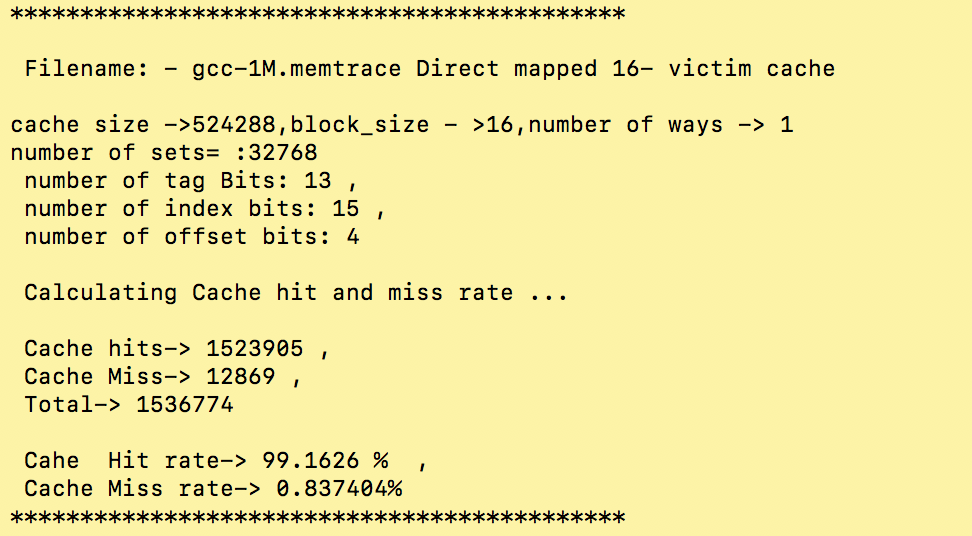 ********************************************
Filename: - gcc-1M.memtrace Direct mapped 16- victim cache
cache size ->524288,block_size - >16,number of ways -> 1
number of sets= :32768
number of tag Bits: 13 ,
number of index bits: 15 ,
number of offset bits: 4
Calculating Cache hit and miss rate ...
Cache hits-> 1523905 ,
Cache Miss-> 12869 ,
Total-> 1536774
Cahe  Hit rate-> 99.1626 %  ,
Cache Miss rate-> 0.837404%
********************************************